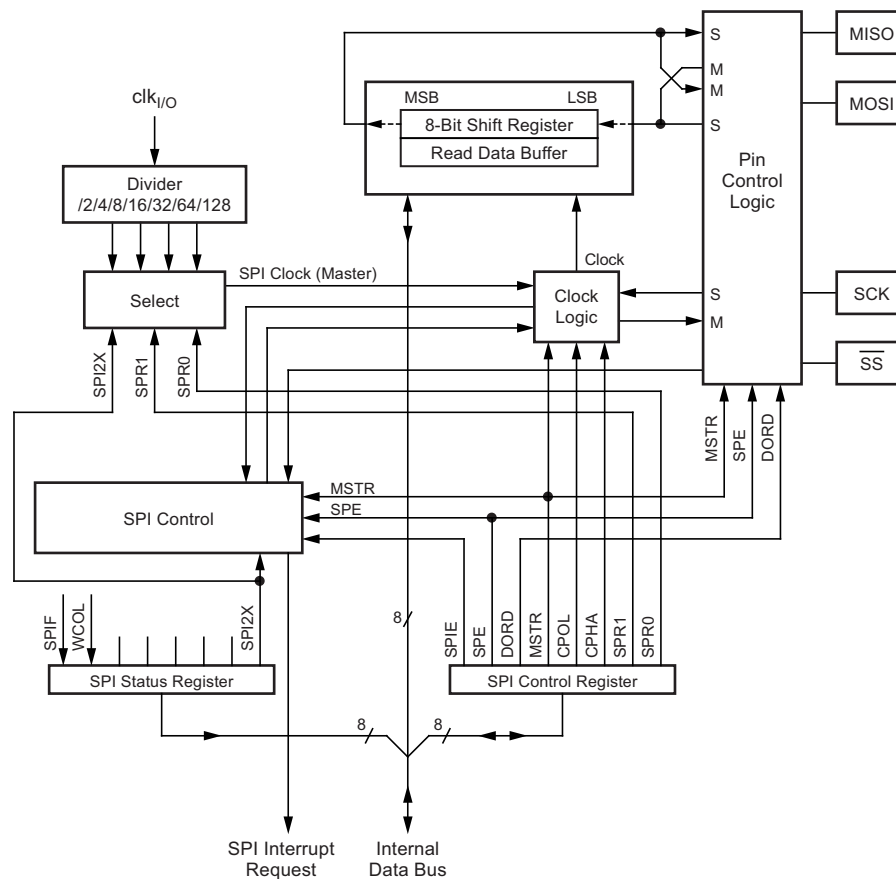 S
MISO
M
M
MSB
LSB
MOSI
clkI/O
8-Bit Shift Register
S
Read Data Buffer
Pin
Control
Logic
Divider
/2/4/8/16/32/64/128
SPI Clock (Master)
Clock
Select
Clock
Logic
S
SCK
M
SPI2X
SPR1
SPR0
SS
MSTR
SPE
DORD
MSTR
SPE
SPI Control
SPIF
WCOL
SPI2X
8
SPIE
SPE
DORD
MSTR
CPOL
CPHA
SPR1
SPR0
SPI Status Register
SPI Control Register
8
8
SPI Interrupt
Request
Internal
Data Bus